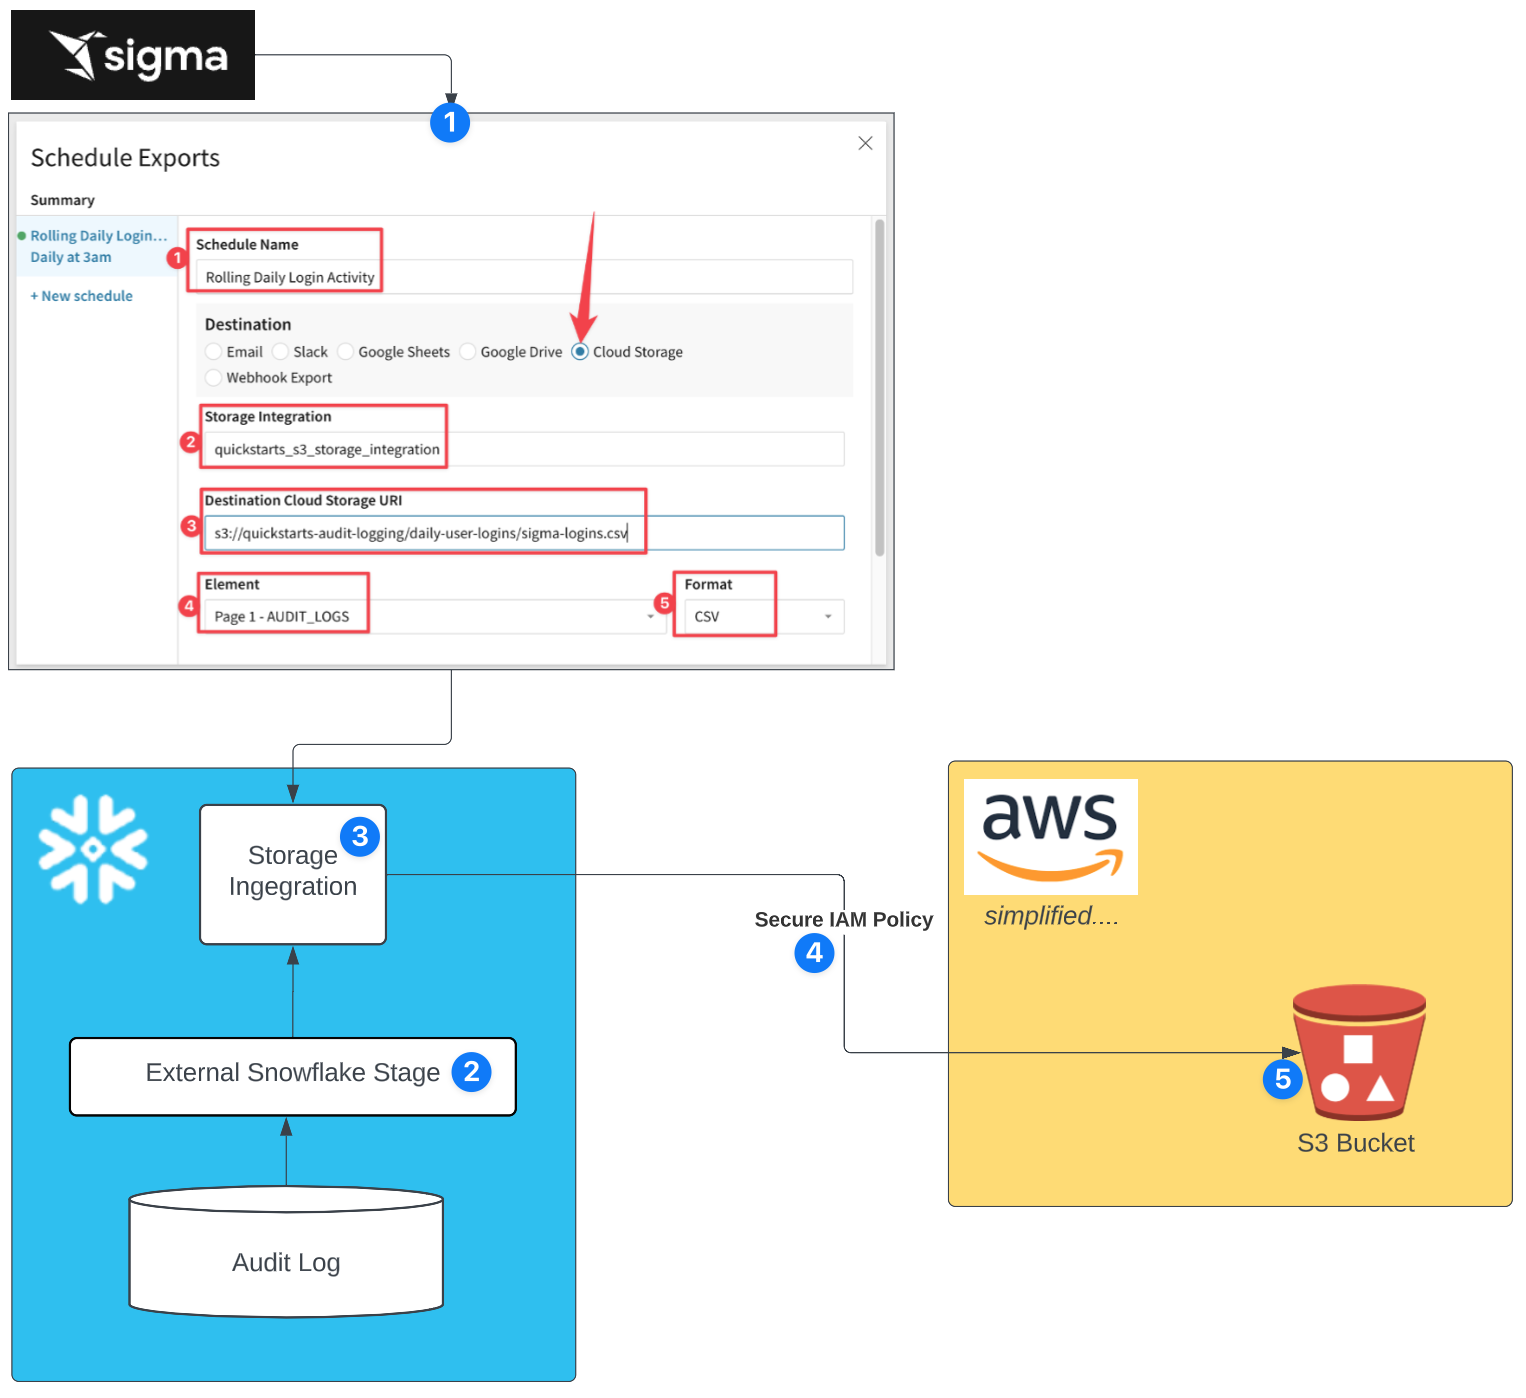 sigma
1
Schedule Exports
Summary
Rolling Daily Login...
Daily at 3am
+ New schedule
1
Schedule Name
Rolling Daily Login Activity
Destination
Email Slack Google Sheets Google Drive Cloud Storage
Webhook Export
Storage Integration
2
quickstarts_s3_storage_integration
Destination Cloud Storage URI
3
s3://quickstarts-audit-logging/daily-user-logins/sigma-logins.csv
Element
4
Page 1 - AUDIT_LOGS
Format
5
CSV
3
Storage
Ingegration
External Snowflake Stage 2
Audit Log
Secure IAM Policy
4
aws
simplified....
5
S3 Bucket